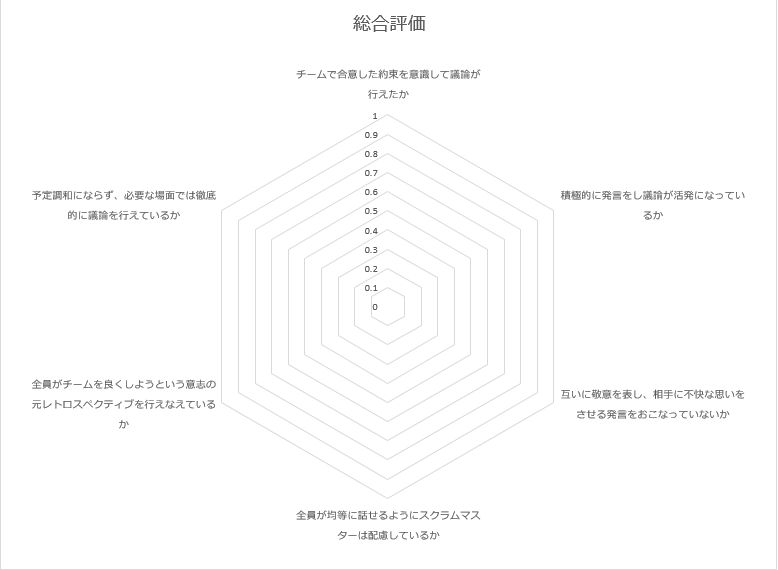 総合評価
チームで合意した約束を意識して議論が
行えたか
1
0.9
0.8
0.7
0.6
0.5
0.4
0.3
0.2
0.1
0
積極的に発言をし議論が活発になってい
るか
互いに敬意を表し、相手に不快な思いを
させる発言をおこなっていないか
全員が均等に話せるようにスクラムマス
ターは配慮しているか
全員がチームを良くしようという意志の
元レトロスペクティブを行えなえている
か
予定調和にならず、必要な場面では徹底
的に議論を行えているか